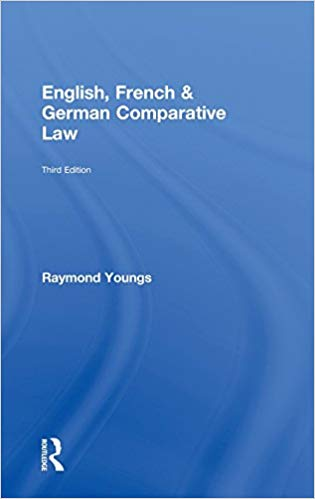 English, French &
German Comparative
Law
Third Edition
Raymond Youngs
ROUTLEDGE